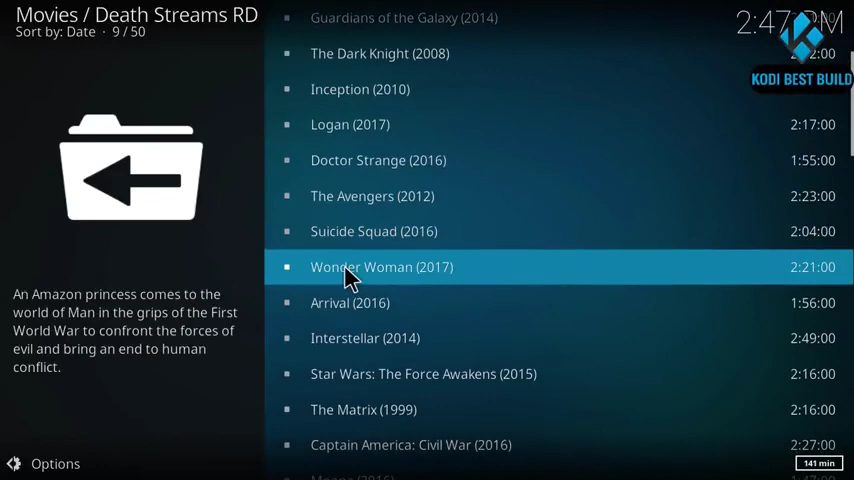 Movies / Death Streams RD
Sort by: Date · 9 / 50
2:47 PM
KODI BEST BUILD
Guardians of the Galaxy (2014)
The Dark Knight (2008)
Inception (2010)
Logan (2017) 2:17:00
Doctor Strange (2016) 1:55:00
The Avengers (2012) 2:23:00
Suicide Squad (2016) 2:04:00
Wonder Woman (2017) 2:21:00
Arrival (2016) 1:56:00
Interstellar (2014) 2:49:00
Star Wars: The Force Awakens (2015) 2:16:00
The Matrix (1999) 2:16:00
Captain America: Civil War (2016) 2:27:00
An Amazon princess comes to the
world of Man in the grips of the First
World War to confront the forces of
evil and bring an end to human
conflict.
Options
141 min